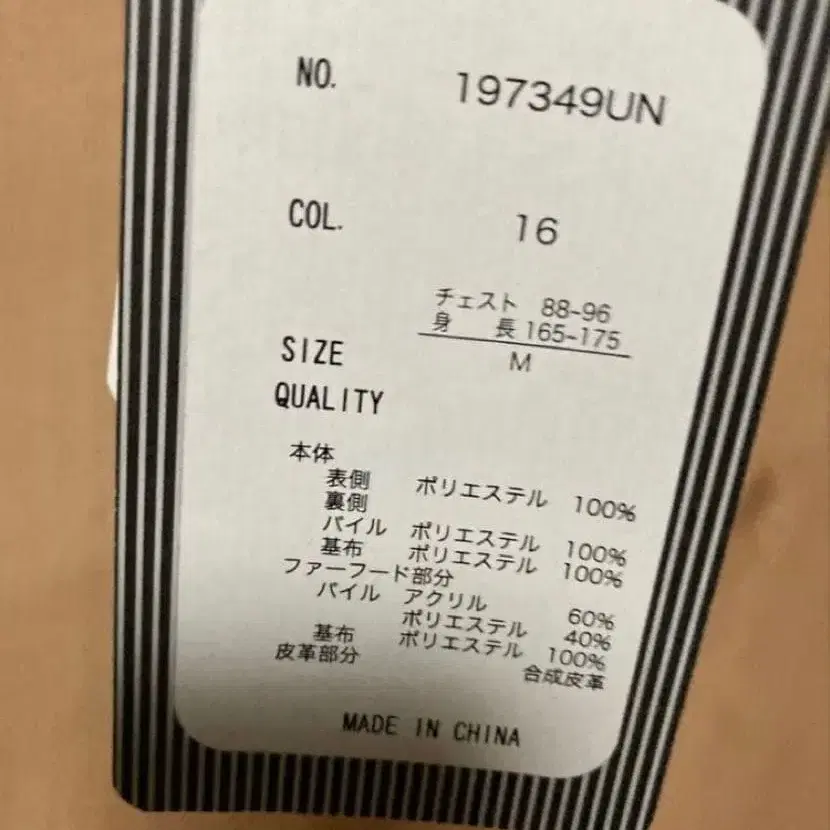 NO. 197349UN
COL. 16
チェスト 88-96
身 長 165-175
SIZE M
QUALITY
本体
表側 ポリエステル 100%
裏側
パイル ポリエステル 100%
基布 ポリエステル 100%
ファーフード部分
パイル アクリル 60%
ポリエステル 40%
基布 ポリエステル 100%
皮革部分 合成皮革
MADE IN CHINA